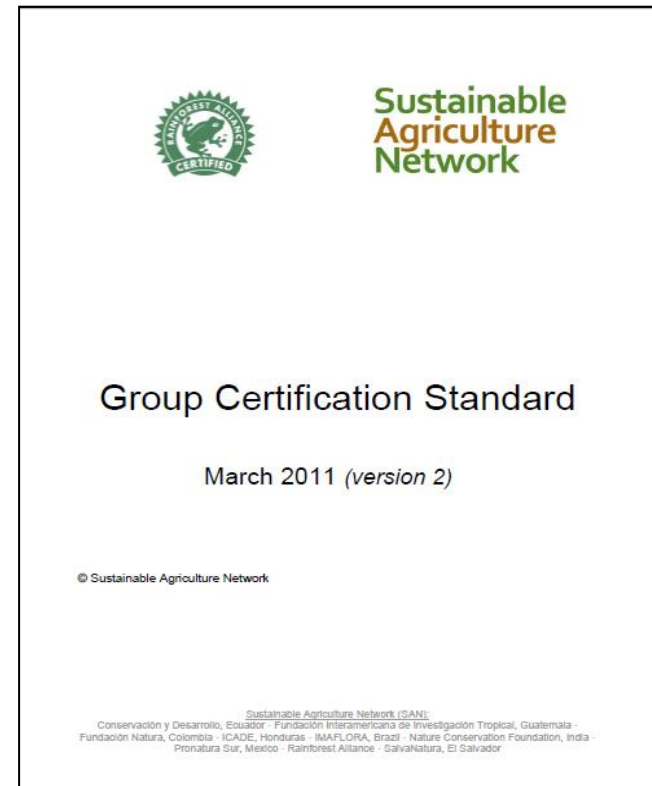 RAINFOREST ALLIANCE
CERTIFIED
Sustainable
Agriculture
Network
Group Certification Standard
March 2011 (version 2)
© Sustainable Agriculture Network
Sustainable Agriculture Network (SAN):
Conservación y Desarrollo, Ecuador - Fundación Interamericana de Investigación Tropical, Guatemala -
Fundación Natura, Colombia - ICADE, Honduras - IMAFLORA, Brazil - Nature Conservation Foundation, India -
Pronatura Sur, Mexico - Rainforest Alliance - SalvaNatura, El Salvador